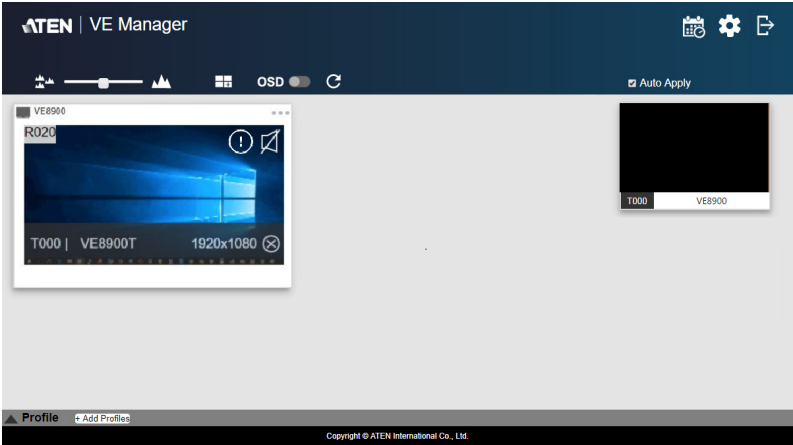 ATEN | VE Manager
OSD
Auto Apply
VE8900
R020
T000 | VE8900T 1920x1080
T000 VE8900
Profile + Add Profiles
Copyright © ATEN International Co., Ltd.